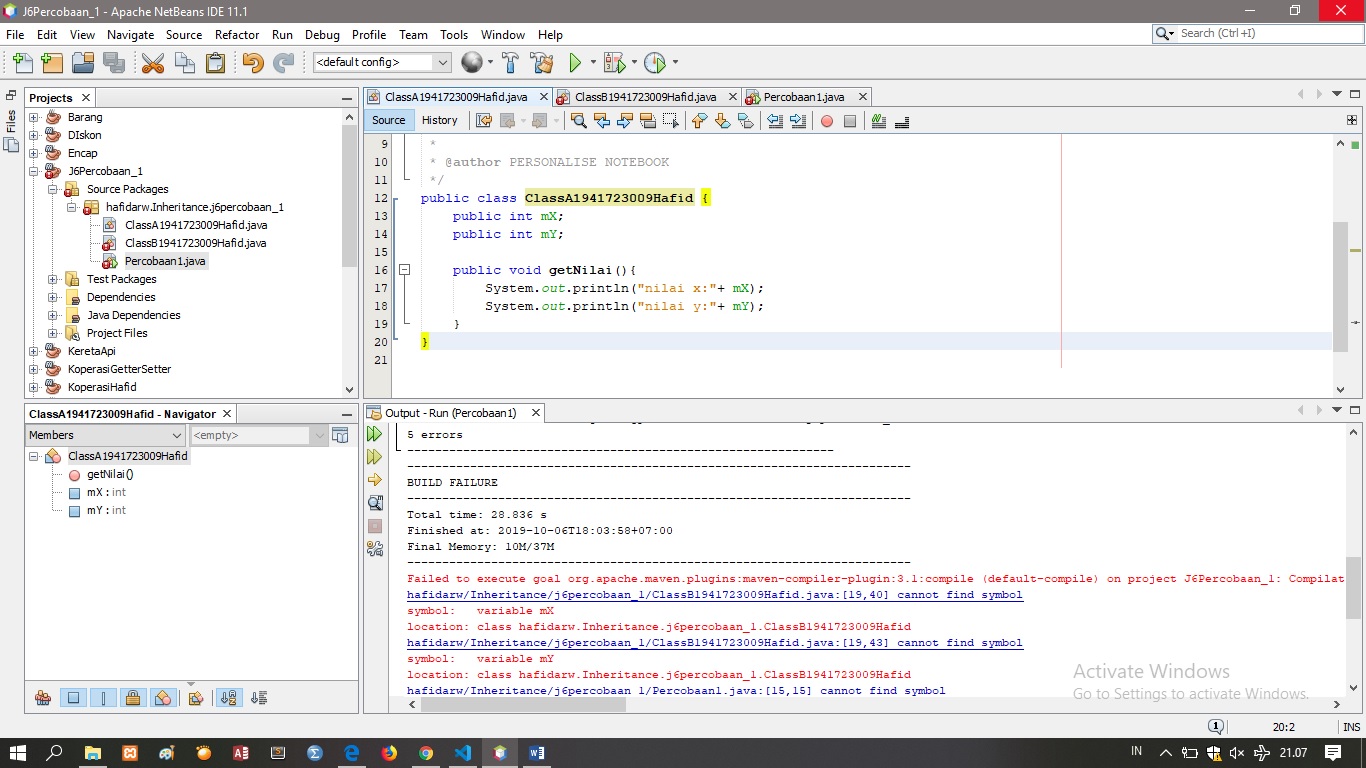 J6Percobaan_1 - Apache NetBeans IDE 11.1
File Edit View Navigate Source Refactor Run Debug Profile Team Tools Window Help
Search (Ctrl+I)
<default config>
Files
Projects
Barang
DIskon
Encap
J6Percobaan_1
Source Packages
hafidarw.Inheritance.j6percobaan_1
ClassA1941723009Hafid.java
ClassB1941723009Hafid.java
Percobaan1.java
Test Packages
Dependencies
Java Dependencies
Project Files
KeretaApi
KoperasiGetterSetter
KoperasiHafid
ClassA1941723009Hafid.java ClassB1941723009Hafid.java Percobaan1.java
Source History
9 *
10 * @author PERSONALISE NOTEBOOK
11 */
12 public class ClassA1941723009Hafid {
13 public int mX;
14 public int mY;
15
16 public void getNilai(){
17 System.out.println("nilai x:"+ mX);
18 System.out.println("nilai y:"+ mY);
19 }
20 }
21
ClassA1941723009Hafid - Navigator
Members <empty>
ClassA1941723009Hafid
getNilai()
mX : int
mY : int
Output - Run (Percobaan1)
5 errors
-------------------------------------------------------------
------------------------------------------------------------------------
BUILD FAILURE
------------------------------------------------------------------------
Total time: 28.836 s
Finished at: 2019-10-06T18:03:58+07:00
Final Memory: 10M/37M
------------------------------------------------------------------------
Failed to execute goal org.apache.maven.plugins:maven-compiler-plugin:3.1:compile (default-compile) on project J6Percobaan_1: Compilat
hafidarw/Inheritance/j6percobaan_1/ClassB1941723009Hafid.java:[19,40] cannot find symbol
symbol: variable mX
location: class hafidarw.Inheritance.j6percobaan_1.ClassB1941723009Hafid
hafidarw/Inheritance/j6percobaan_1/ClassB1941723009Hafid.java:[19,43] cannot find symbol
symbol: variable mY
location: class hafidarw.Inheritance.j6percobaan_1.ClassB1941723009Hafid
hafidarw/Inheritance/j6percobaan_1/Percobaan1.java:[15,15] cannot find symbol
Activate Windows
Go to Settings to activate Windows.
1
20:2 INS
IN 21.07